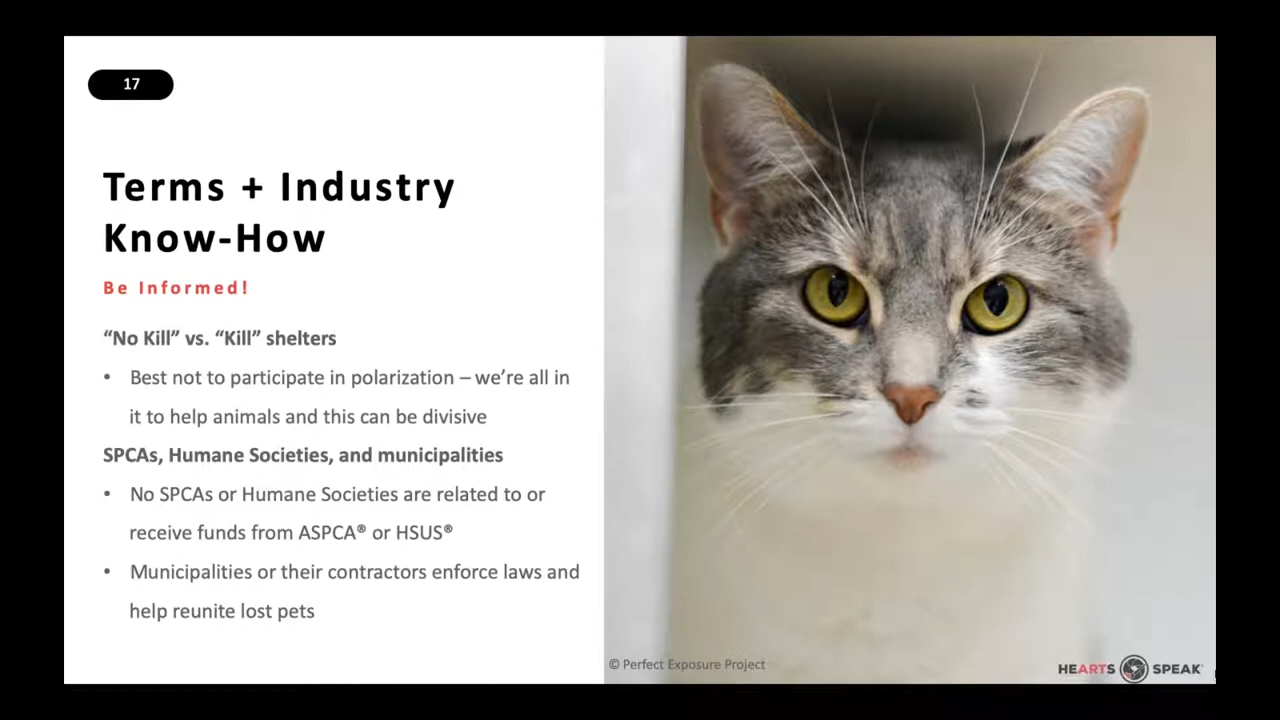 17
Terms + Industry
Know-How
Be Informed!
“No Kill” vs. “Kill” shelters
• Best not to participate in polarization – we’re all in
it to help animals and this can be divisive
SPCAs, Humane Societies, and municipalities
• No SPCAs or Humane Societies are related to or
receive funds from ASPCA® or HSUS®
• Municipalities or their contractors enforce laws and
help reunite lost pets
© Perfect Exposure Project
HEARTS SPEAK